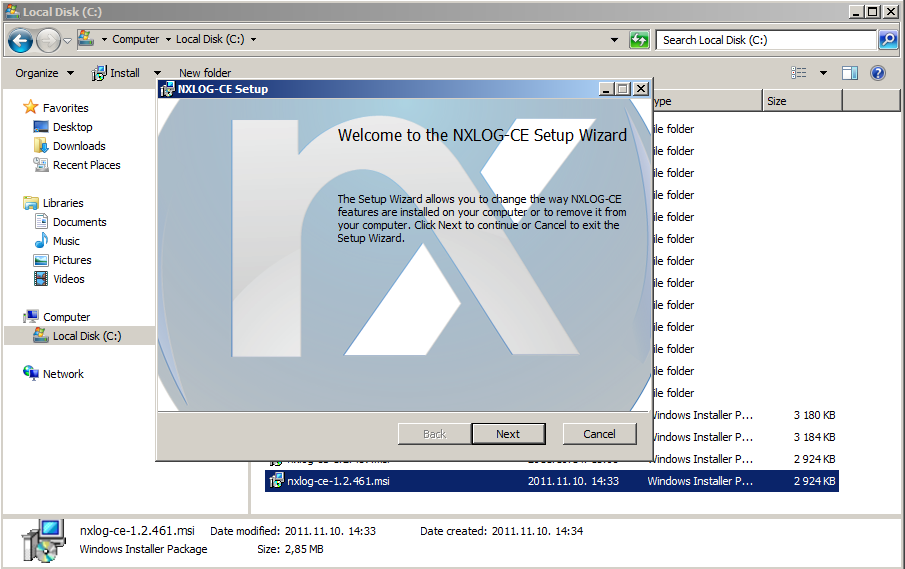 Local Disk (C:)
Computer Local Disk (C:) Search Local Disk (C:)
Organize Install New folder
NXLOG-CE Setup
Welcome to the NXLOG-CE Setup Wizard
The Setup Wizard allows you to change the way NXLOG-CE
features are installed on your computer or to remove it from
your computer. Click Next to continue or Cancel to exit the
Setup Wizard.
Back Next Cancel
Favorites
Desktop
Downloads
Recent Places
Libraries
Documents
Music
Pictures
Videos
Computer
Local Disk (C:)
Network
ype Size
ile folder
ile folder
ile folder
ile folder
ile folder
ile folder
ile folder
ile folder
ile folder
ile folder
ile folder
ile folder
ile folder
Windows Installer P... 3 180 KB
Windows Installer P... 3 184 KB
Windows Installer P... 2 924 KB
nxlog-ce-1.2.461.msi 2011.11.10. 14:33 Windows Installer P... 2 924 KB
nxlog-ce-1.2.461.msi Date modified: 2011.11.10. 14:33 Date created: 2011.11.10. 14:34
Windows Installer Package Size: 2,85 MB